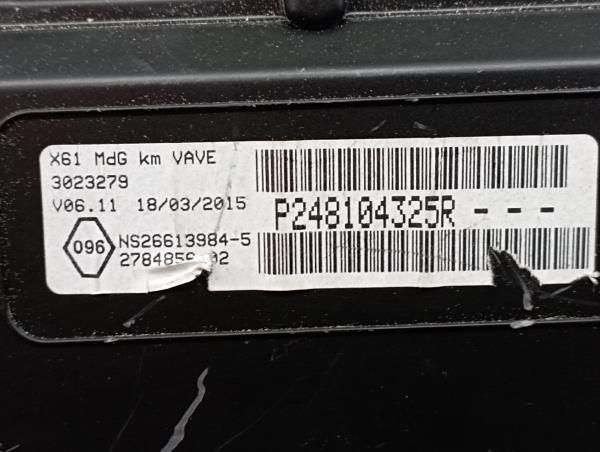 X61 MdG km VAVE
3023279
V06.11 18/03/2015
P248104325R - - -
096
NS26613984-5